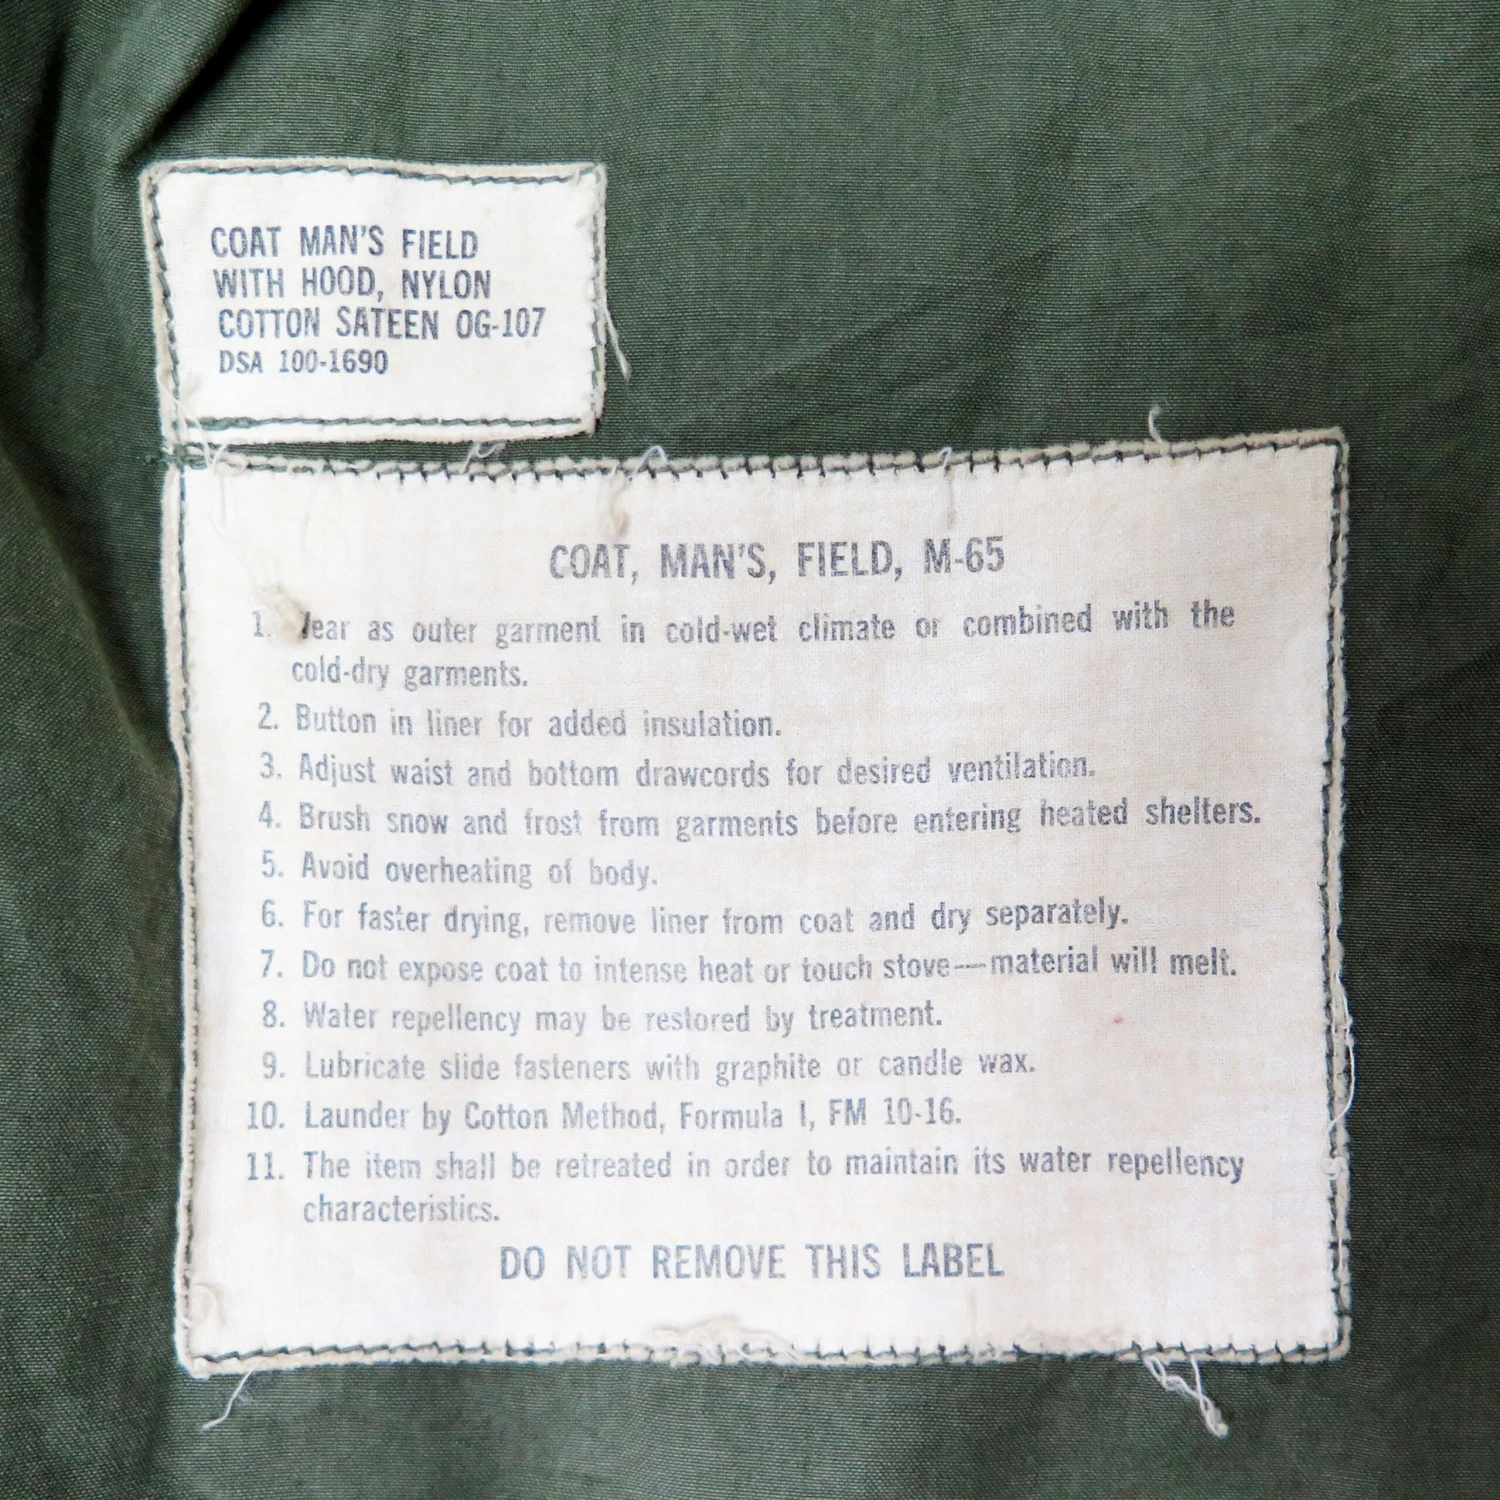 COAT MAN'S FIELD
WITH HOOD, NYLON
COTTON SATEEN OG-107
DSA 100-1690
COAT, MAN'S, FIELD, M-65
1. Wear as outer garment in cold-wet climate or combined with the
cold-dry garments.
2. Button in liner for added insulation.
3. Adjust waist and bottom drawcords for desired ventilation.
4. Brush snow and frost from garments before entering heated shelters.
5. Avoid overheating of body.
6. For faster drying, remove liner from coat and dry separately.
7. Do not expose coat to intense heat or touch stove—material will melt.
8. Water repellency may be restored by treatment.
9. Lubricate slide fasteners with graphite or candle wax.
10. Launder by Cotton Method, Formula I, FM 10-16.
11. The item shall be retreated in order to maintain its water repellency
characteristics.
DO NOT REMOVE THIS LABEL